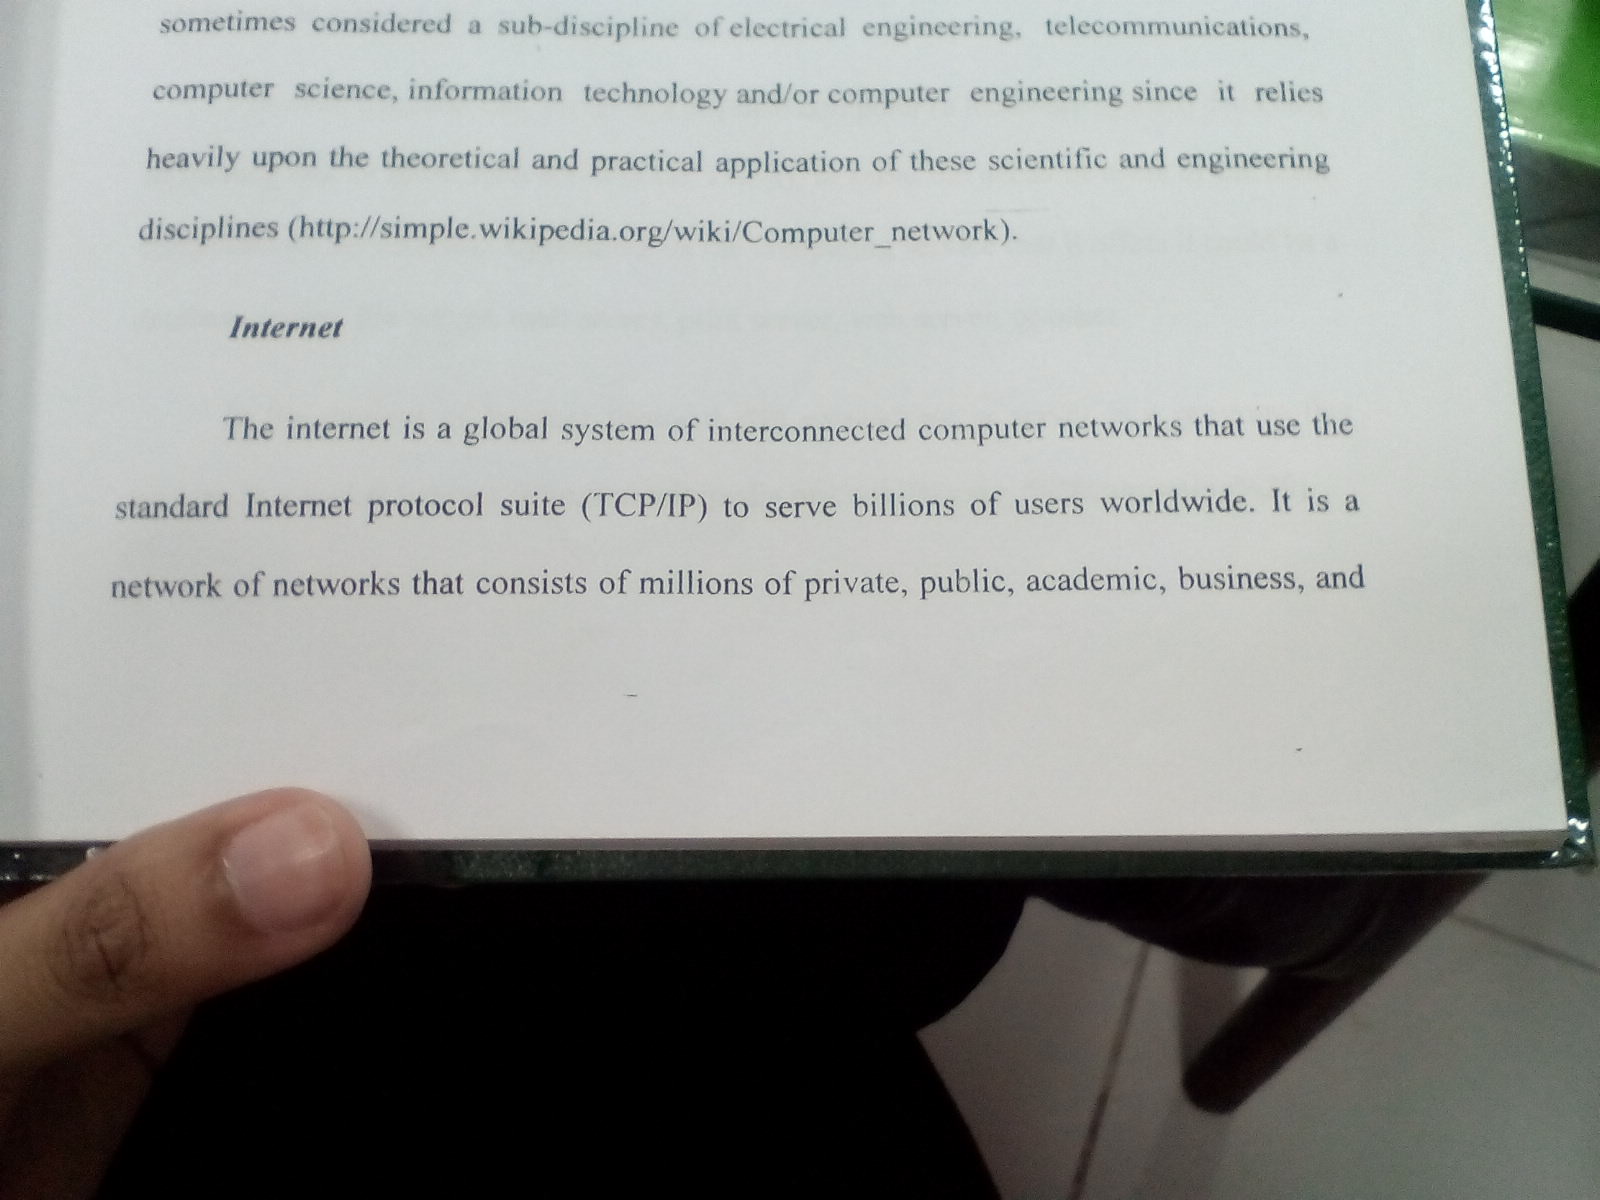 sometimes considered a sub-discipline of electrical engineering, telecommunications,
computer science, information technology and/or computer engineering since it relies
heavily upon the theoretical and practical application of these scientific and engineering
disciplines (http://simple.wikipedia.org/wiki/Computer_network).
Internet
The internet is a global system of interconnected computer networks that use the
standard Internet protocol suite (TCP/IP) to serve billions of users worldwide. It is a
network of networks that consists of millions of private, public, academic, business, and